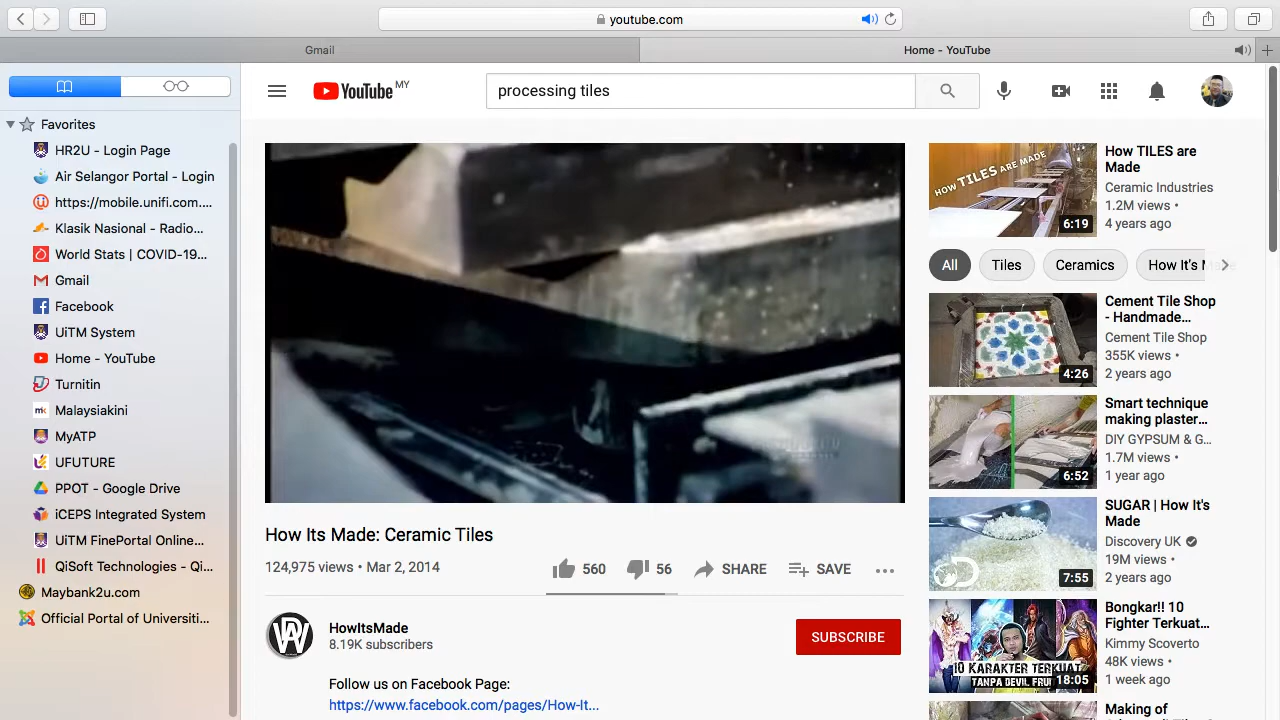 youtube.com
Gmail
Home - YouTube
Favorites
HR2U - Login Page
Air Selangor Portal - Login
https://mobile.unifi.com....
Klasik Nasional - Radio...
World Stats | COVID-19...
Gmail
Facebook
UiTM System
Home - YouTube
Turnitin
Malaysiakini
MyATP
UFUTURE
PPOT - Google Drive
iCEPS Integrated System
UiTM FinePortal Online...
QiSoft Technologies - Qi...
Maybank2u.com
Official Portal of Universiti...
YouTube MY
processing tiles
How Its Made: Ceramic Tiles
124,975 views • Mar 2, 2014
560
56
SHARE
SAVE
HowItsMade
8.19K subscribers
SUBSCRIBE
Follow us on Facebook Page:
https://www.facebook.com/pages/How-It...
HOW TILES ARE MADE
6:19
How TILES are
Made
Ceramic Industries
1.2M views •
4 years ago
All
Tiles
Ceramics
How It's M
4:26
Cement Tile Shop
- Handmade...
Cement Tile Shop
355K views •
2 years ago
6:52
Smart technique
making plaster...
DIY GYPSUM & G...
1.7M views •
1 year ago
7:55
SUGAR | How It's
Made
Discovery UK
19M views •
2 years ago
10 KARAKTER TERKUAT
TANPA DEVIL FRUI
18:05
Bongkar!! 10
Fighter Terkuat...
Kimmy Scoverto
48K views •
1 week ago
Making of